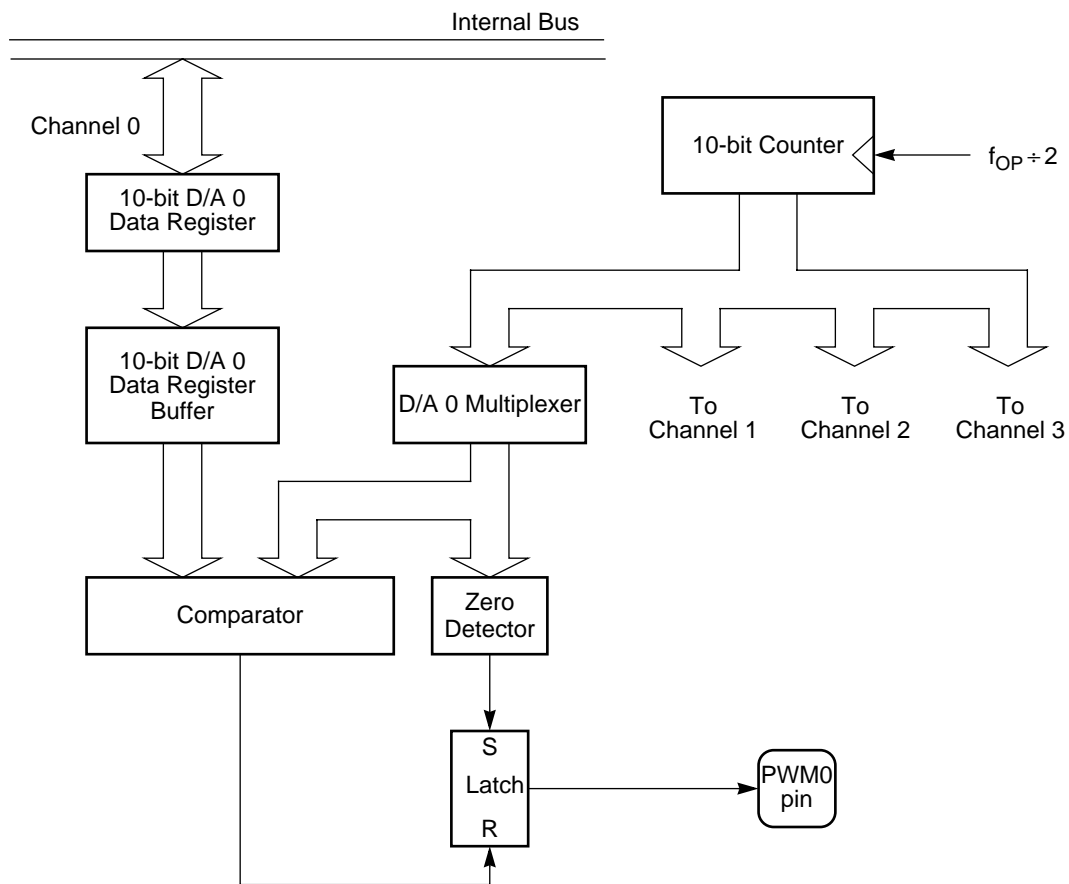 Internal Bus
Channel 0
10-bit Counter
fOP ÷ 2
10-bit D/A 0
Data Register
10-bit D/A 0
Data Register
Buffer
D/A 0 Multiplexer
To
Channel 1
To
Channel 2
To
Channel 3
Comparator
Zero
Detector
S
Latch
R
PWM0
pin